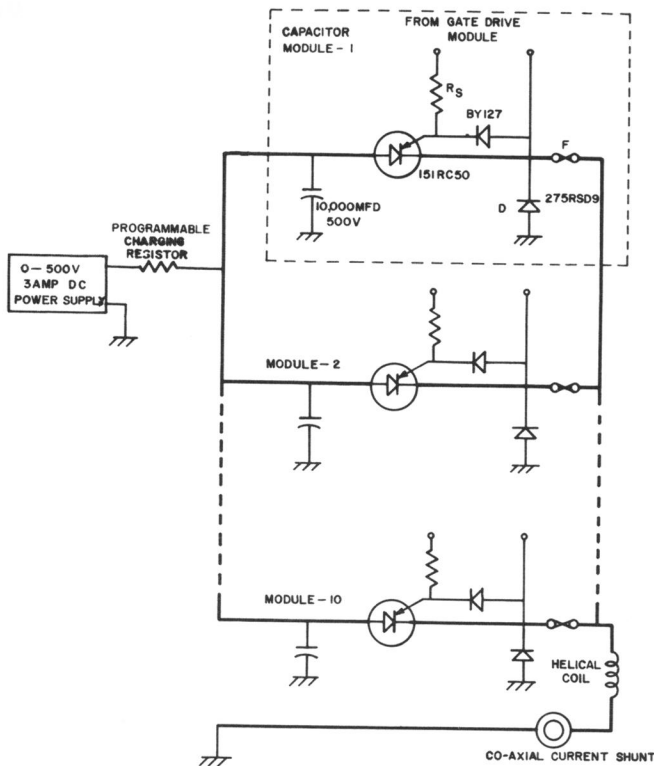 FROM GATE DRIVE
MODULE
CAPACITOR
MODULE-1
RS
BY127
F
151RC50
10,000MFD
500V
D
275RSD9
PROGRAMMABLE
CHARGING
RESISTOR
0-500V
3AMP DC
POWER SUPPLY
MODULE-2
MODULE-10
HELICAL
COIL
CO-AXIAL CURRENT SHUNT